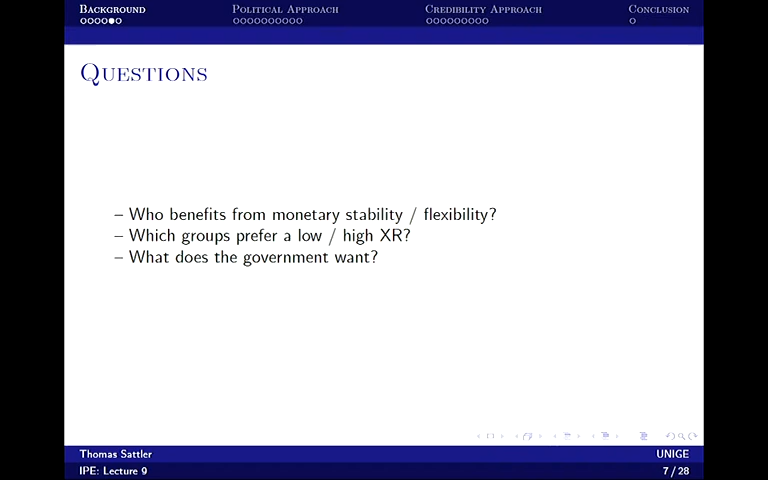 Background Political Approach Credibility Approach Conclusion
Questions
– Who benefits from monetary stability / flexibility?
– Which groups prefer a low / high XR?
– What does the government want?
Thomas Sattler UNIGE
IPE: Lecture 9 7 / 28